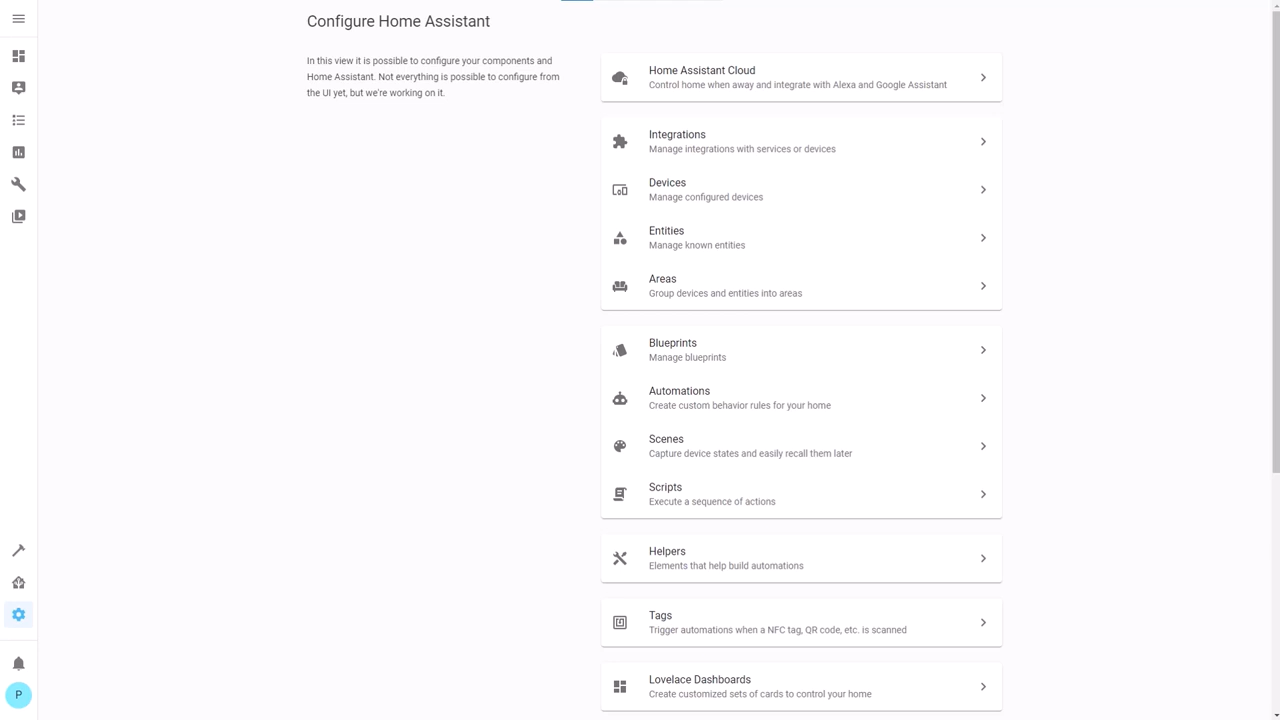 Configure Home Assistant
In this view it is possible to configure your components and
Home Assistant. Not everything is possible to configure from
the UI yet, but we're working on it.
Home Assistant Cloud
Control home when away and integrate with Alexa and Google Assistant
Integrations
Manage integrations with services or devices
Devices
Manage configured devices
Entities
Manage known entities
Areas
Group devices and entities into areas
Blueprints
Manage blueprints
Automations
Create custom behavior rules for your home
Scenes
Capture device states and easily recall them later
Scripts
Execute a sequence of actions
Helpers
Elements that help build automations
Tags
Trigger automations when a NFC tag, QR code, etc. is scanned
Lovelace Dashboards
Create customized sets of cards to control your home
P